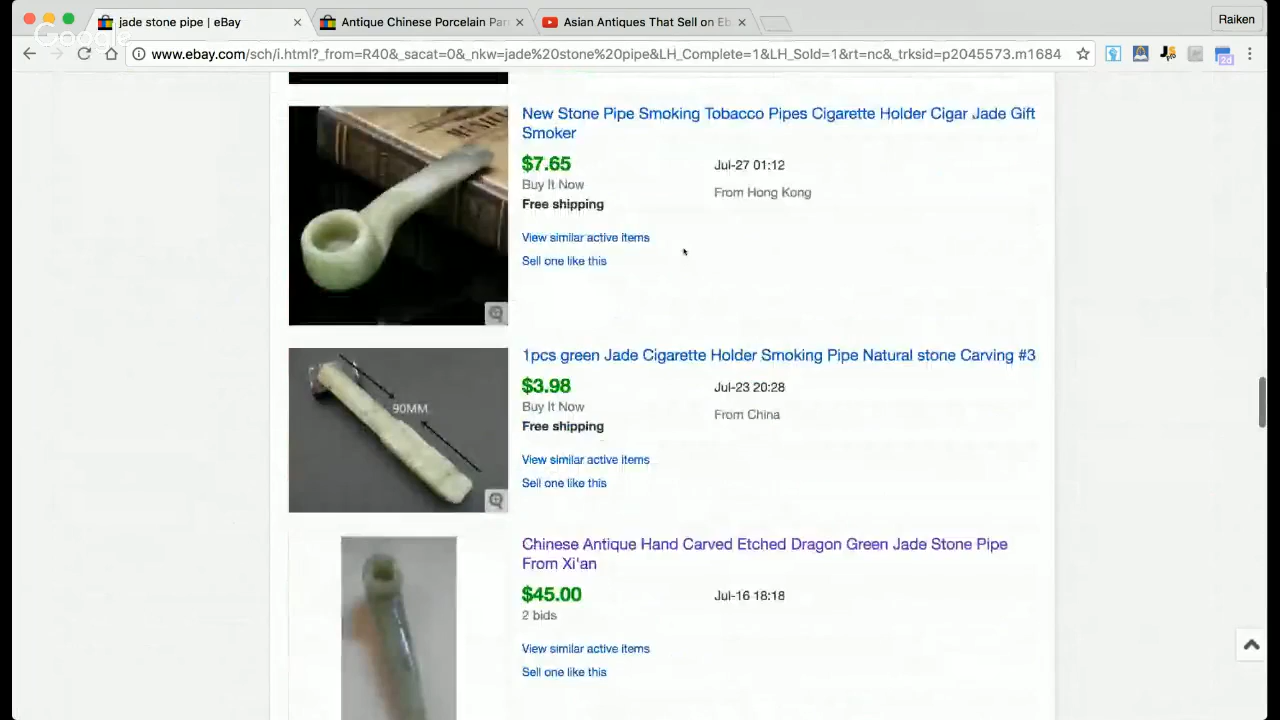 jade stone pipe | eBay
Antique Chinese Porcelain Par
Asian Antiques That Sell on Eb
Raiken
Google
www.ebay.com/sch/i.html?_from=R40&_sacat=0&_nkw=jade%20stone%20pipe&LH_Complete=1&LH_Sold=1&rt=nc&_trksid=p2045573.m1684
2d
New Stone Pipe Smoking Tobacco Pipes Cigarette Holder Cigar Jade Gift
Smoker
$7.65
Jul-27 01:12
Buy It Now
From Hong Kong
Free shipping
View similar active items
Sell one like this
1pcs green Jade Cigarette Holder Smoking Pipe Natural stone Carving #3
90MM
$3.98
Jul-23 20:28
Buy It Now
From China
Free shipping
View similar active items
Sell one like this
Chinese Antique Hand Carved Etched Dragon Green Jade Stone Pipe
From Xi'an
$45.00
Jul-16 18:18
2 bids
View similar active items
Sell one like this